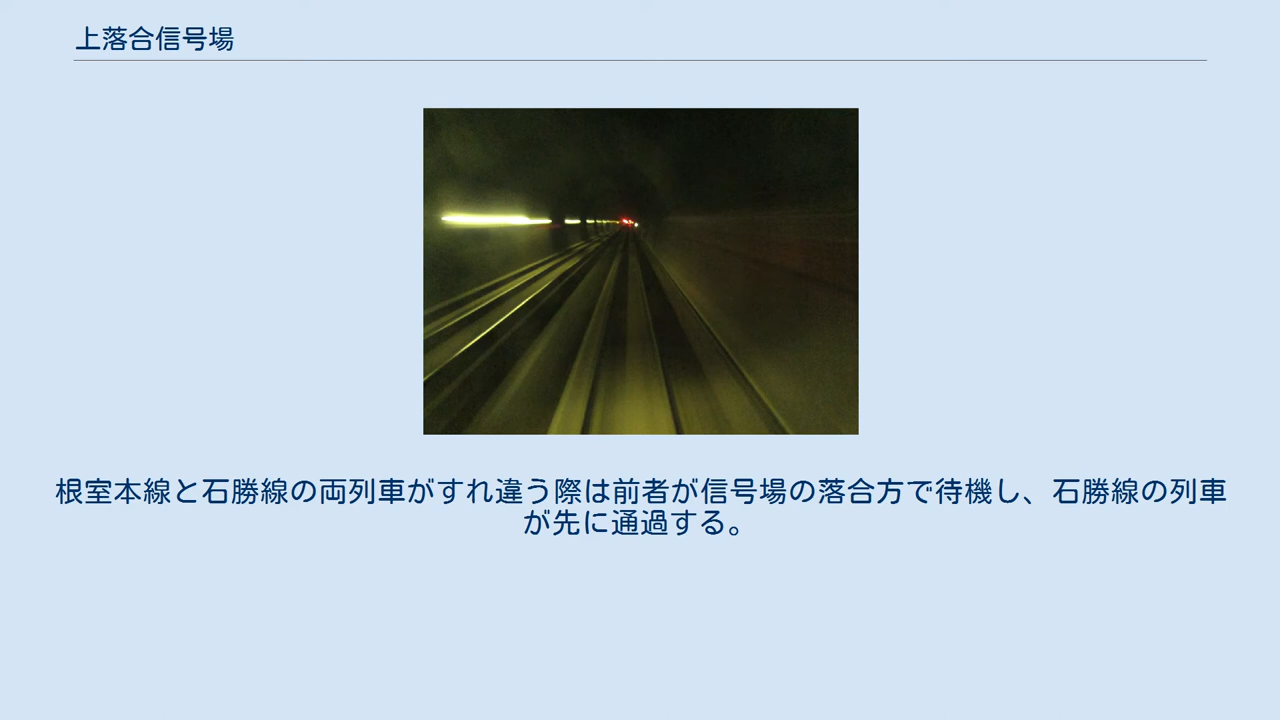 上落合信号場
根室本線と石勝線の両列車がすれ違う際は前者が信号場の落合方で待機し、石勝線の列車
が先に通過する。